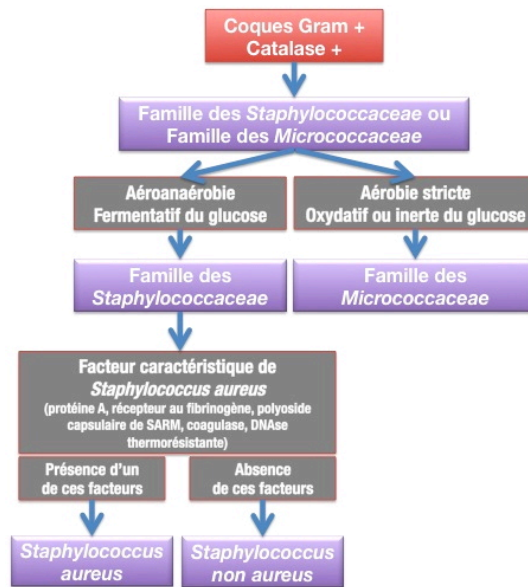 Coques Gram +
Catalase +
Famille des Staphylococcaceae ou
Famille des Micrococcaceae
Aéroanaérobie
Fermentatif du glucose
Aérobie stricte
Oxydatif ou inerte du glucose
Famille des
Staphylococcaceae
Famille des
Micrococcaceae
Facteur caractéristique de
Staphylococcus aureus
(protéine A, récepteur au fibrinogène, polyoside
capsulaire de SARM, coagulase, DNAse
thermorésistante)
Présence d'un
de ces facteurs
Absence
de ces facteurs
Staphylococcus
aureus
Staphylococcus
non aureus